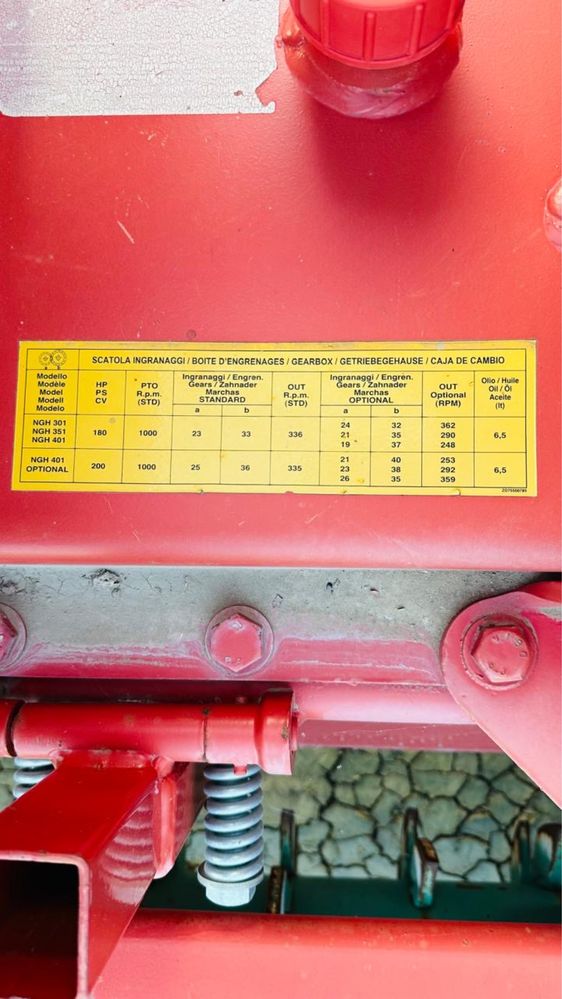 SCATOLA INGRANAGGI / BOITE D'ENGRENAGES / GEARBOX / GETRIEBEGEHAUSE / CAJA DE CAMBIO
Modello
Modèle
Model
Modell
Modelo
HP
PS
CV
PTO
R.p.m.
(STD)
Ingranaggi / Engrén.
Gears / Zahnader
Marchas
STANDARD
a b
OUT
R.p.m.
(STD)
Ingranaggi / Engrén.
Gears / Zahnader
Marchas
OPTIONAL
a b
OUT
Optional
(RPM)
Olio / Huile
Oil / Öl
Aceite
(lt)
NGH 301
NGH 351
NGH 401
180 1000 23 33 336
24 32 362
21 35 290
19 37 248
6,5
NGH 401
OPTIONAL
200 1000 25 36 335
21 40 253
23 38 292
26 35 359
6,5